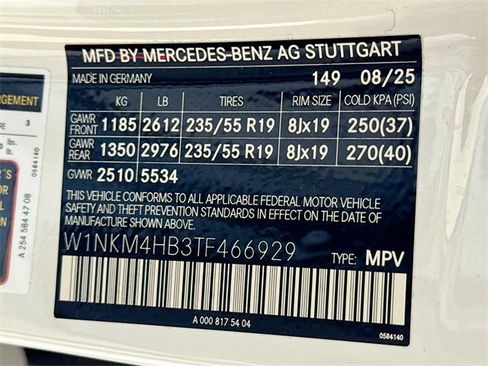 MFD BY MERCEDES-BENZ AG STUTTGART
MADE IN GERMANY 149 08/25
KG LB TIRES RIM SIZE COLD KPA (PSI)
GAWR FRONT 1185 2612 235/55 R19 8Jx19 250(37)
GAWR REAR 1350 2976 235/55 R19 8Jx19 270(40)
GVWR 2510 5534
THIS VEHICLE CONFORMS TO ALL APPLICABLE FEDERAL MOTOR VEHICLE
SAFETY AND THEFT PREVENTION STANDARDS IN EFFECT ON THE DATE OF
MANUFACTURE SHOWN ABOVE.
W1NKM4HB3TF466929 TYPE: MPV
A 000 817 54 04
0584140
3
0584140
A 254 584 47 08